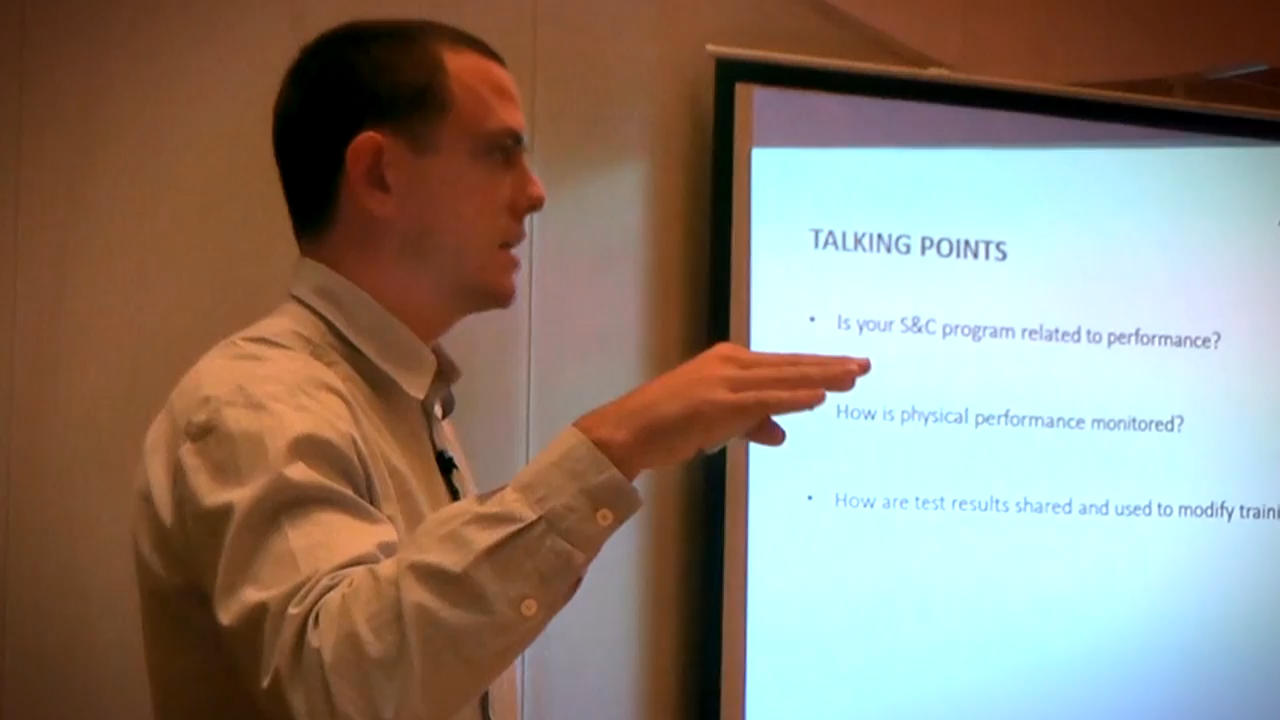 TALKING POINTS
• Is your S&C program related to performance?
How is physical performance monitored?
• How are test results shared and used to modify traini